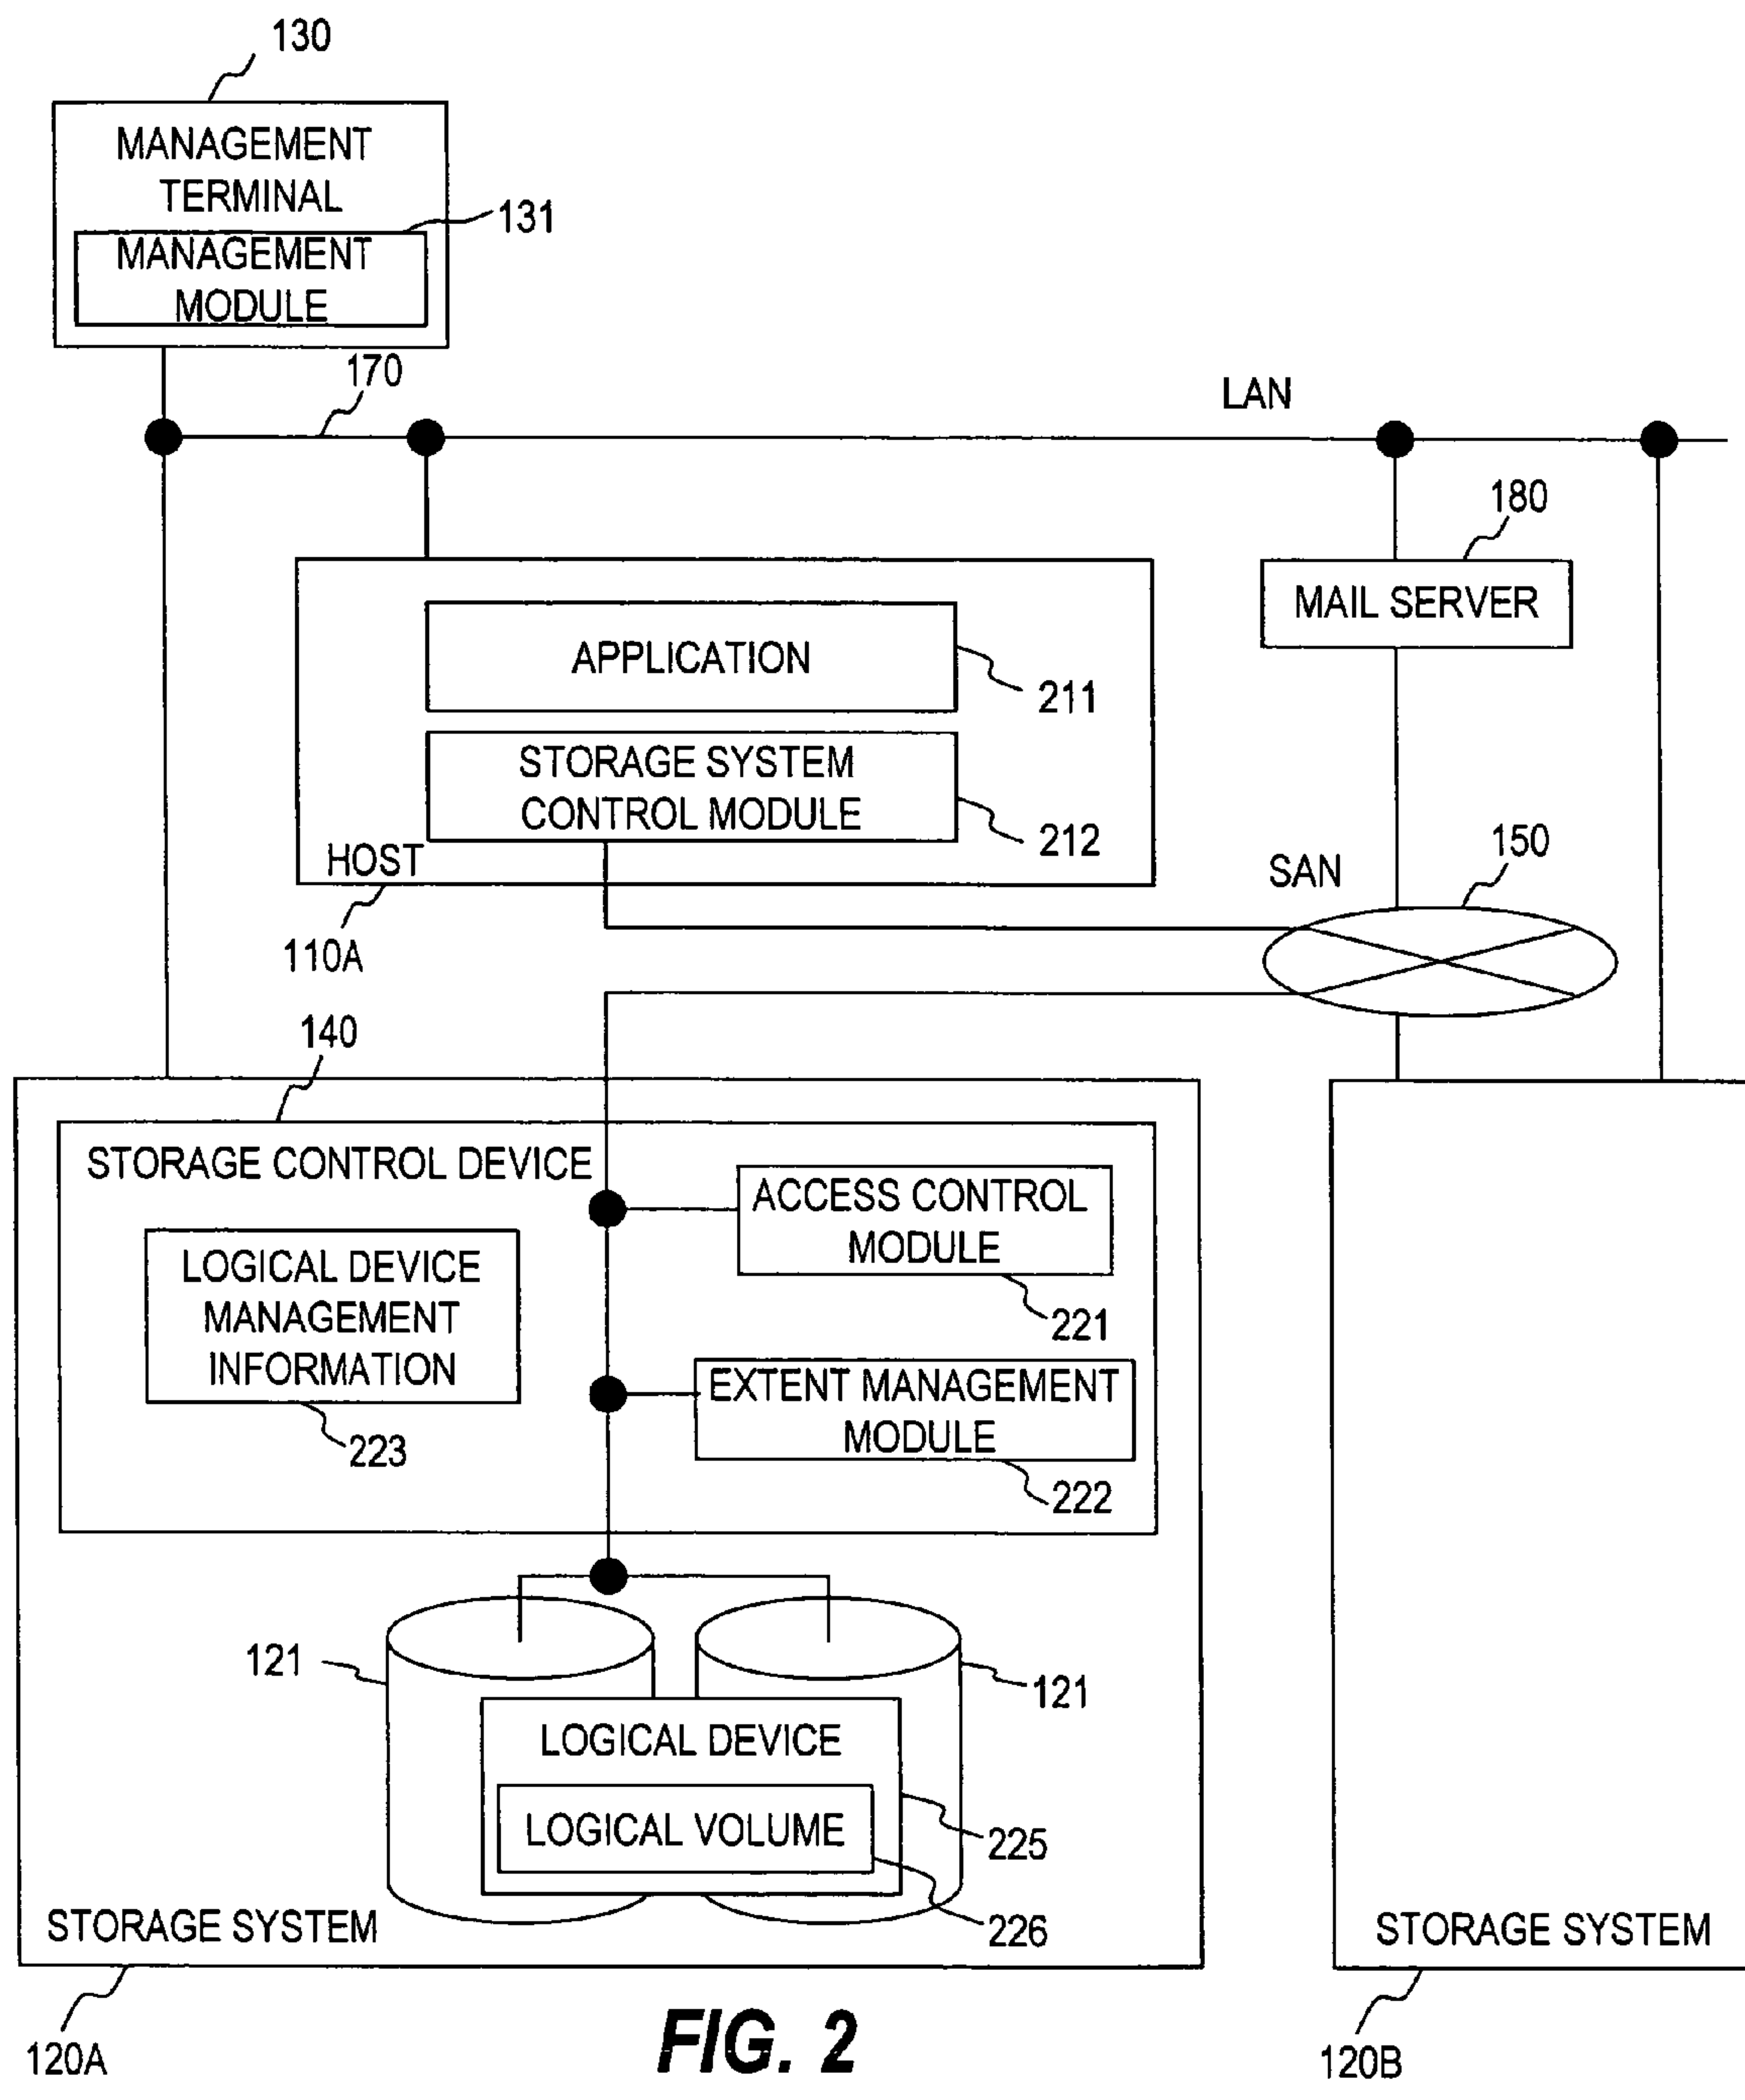 130
MANAGEMENT
TERMINAL
131
MANAGEMENT
MODULE
170
LAN
180
MAIL SERVER
APPLICATION
211
STORAGE SYSTEM
CONTROL MODULE
212
HOST
110A
SAN
150
140
STORAGE CONTROL DEVICE
ACCESS CONTROL
MODULE
221
LOGICAL DEVICE
MANAGEMENT
INFORMATION
223
EXTENT MANAGEMENT
MODULE
222
121
121
LOGICAL DEVICE
LOGICAL VOLUME
225
226
STORAGE SYSTEM
120A
STORAGE SYSTEM
120B
FIG. 2